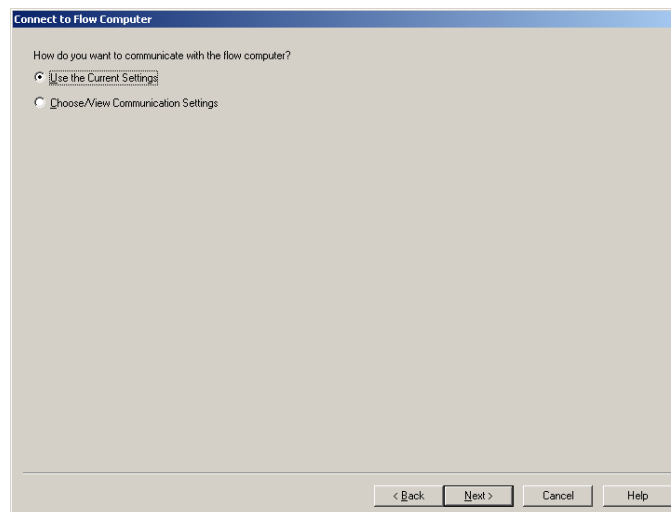 Connect to Flow Computer
How do you want to communicate with the flow computer?
Use the Current Settings
Choose/View Communication Settings
< Back
Next >
Cancel
Help